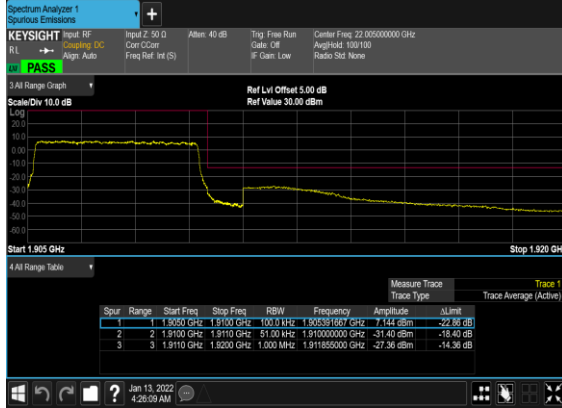 Spectrum Analyzer 1
Spurious Emissions
+
KEYSIGHT
RL
LXI PASS
Input: RF
Coupling: DC
Align: Auto
Input Z: 50 Ω
Corr CCorr
Freq Ref: Int (S)
Atten: 40 dB
Trig: Free Run
Gate: Off
IF Gain: Low
Center Freq: 22.005000000 GHz
Avg|Hold: 100/100
Radio Std: None
3 All Range Graph
Scale/Div 10.0 dB
Ref Lvl Offset 5.00 dB
Ref Value 30.00 dBm
Log
20.0
10.0
0.00
-10.0
-20.0
-30.0
-40.0
-50.0
-60.0
Start 1.905 GHz
Stop 1.920 GHz
4 All Range Table
Measure Trace Trace 1
Trace Type Trace Average (Active)
Spur Range Start Freq Stop Freq RBW Frequency Amplitude ΔLimit
1 1 1.9050 GHz 1.9100 GHz 100.0 kHz 1.905391667 GHz 7.144 dBm -22.86 dB
2 2 1.9100 GHz 1.9110 GHz 51.00 kHz 1.910000000 GHz -31.40 dBm -18.40 dB
3 3 1.9110 GHz 1.9200 GHz 1.000 MHz 1.911855000 GHz -27.36 dBm -14.36 dB
?
Jan 13, 2022
4:26:09 AM